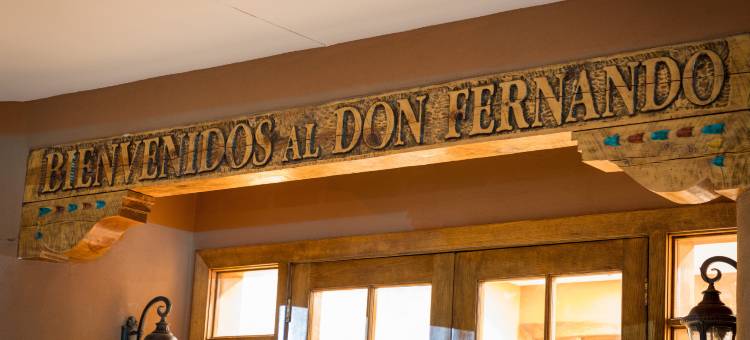 BIENVENIDOS AL DON FERNANDO